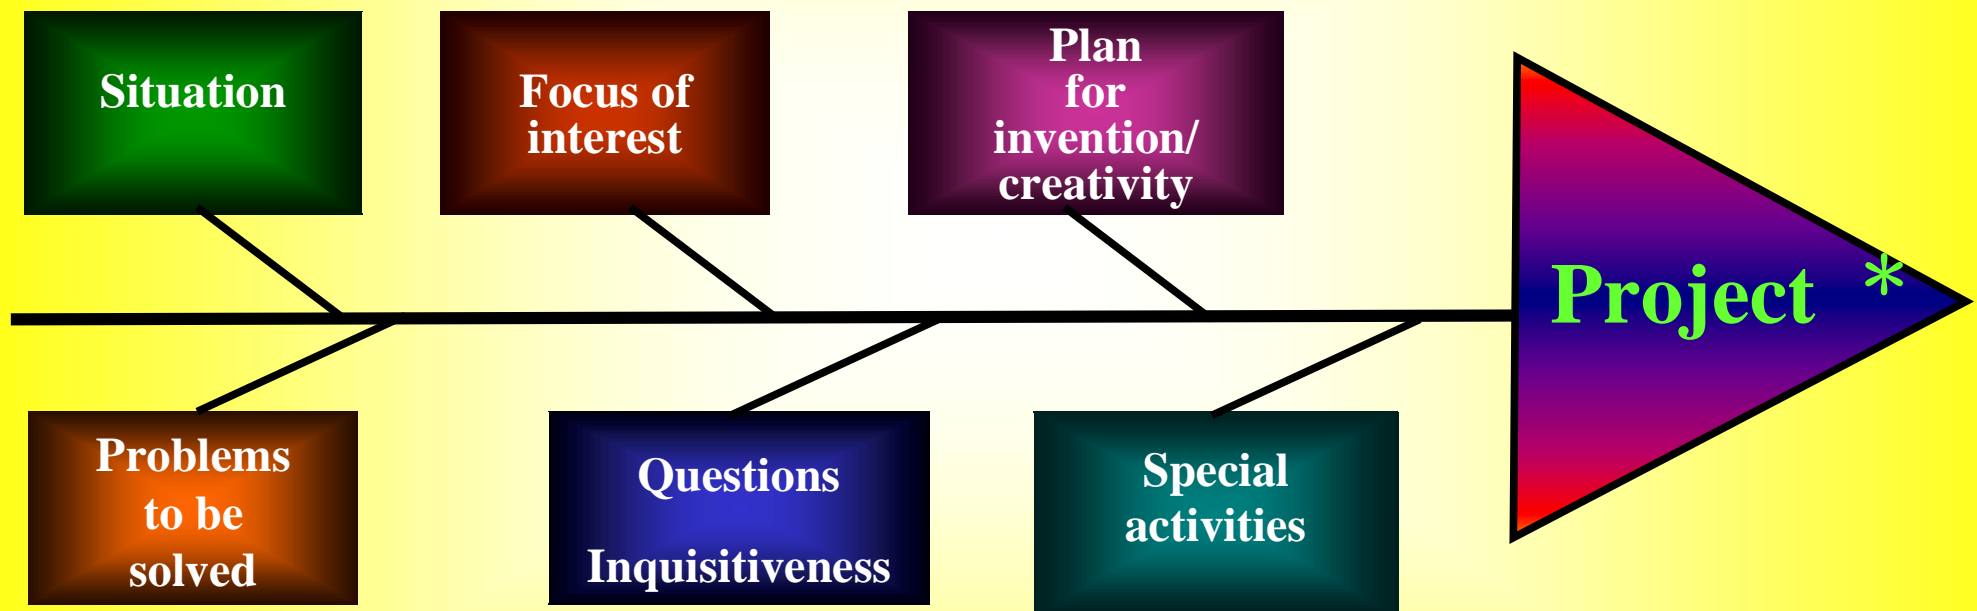 Situation
Focus of
interest
Plan
for
invention/
creativity
Project *
Problems
to be
solved
Questions
Inquisitiveness
Special
activities